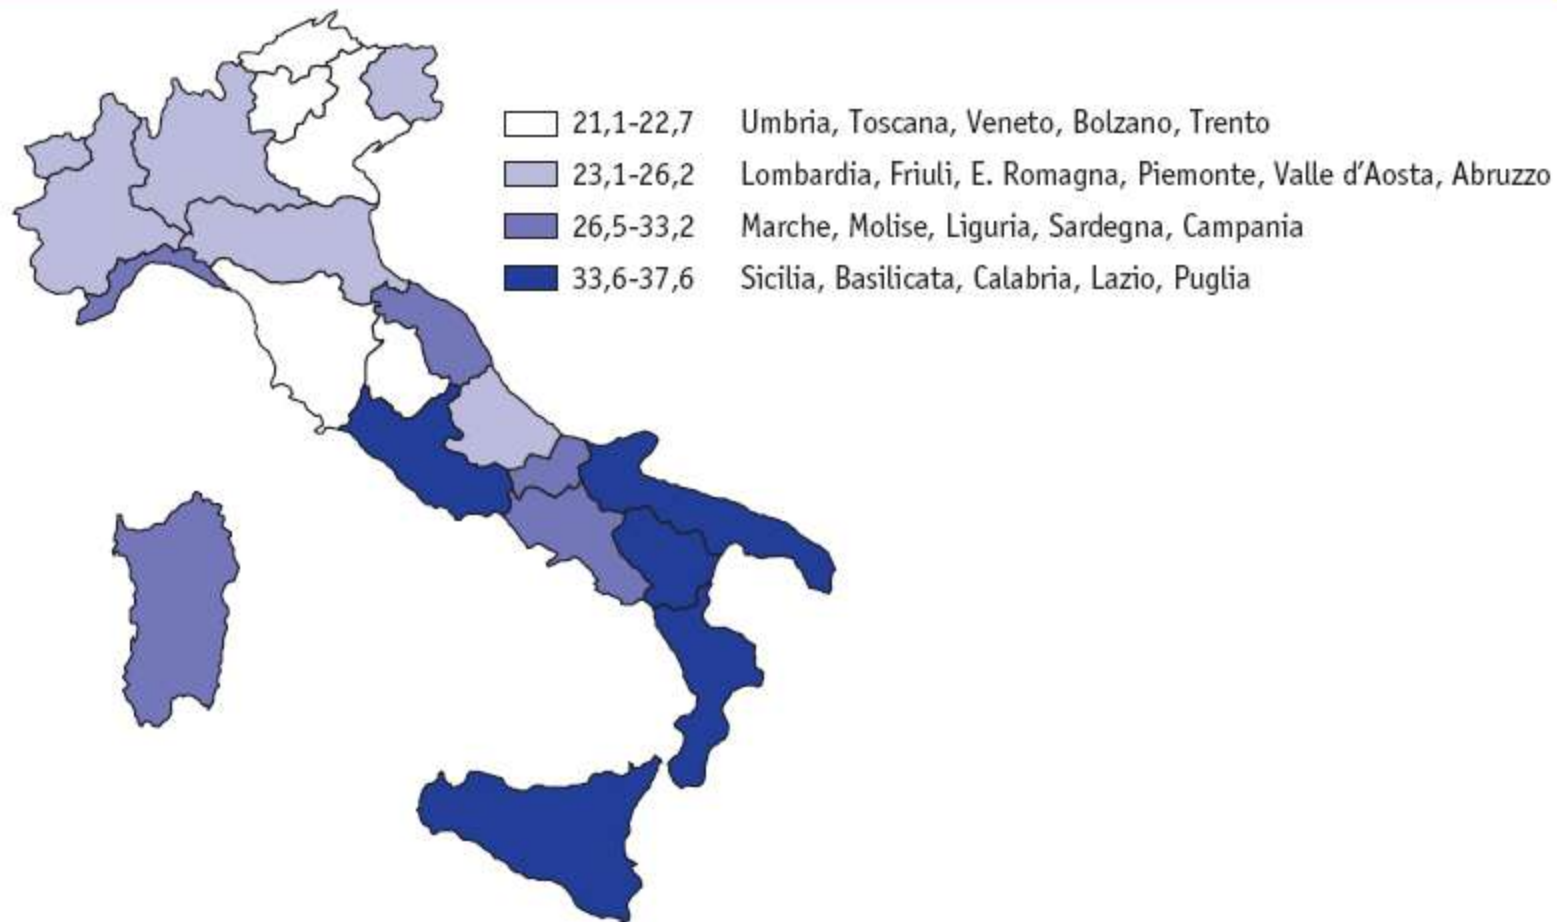 21,1-22,7 Umbria, Toscana, Veneto, Bolzano, Trento
23,1-26,2 Lombardia, Friuli, E. Romagna, Piemonte, Valle d'Aosta, Abruzzo
26,5-33,2 Marche, Molise, Liguria, Sardegna, Campania
33,6-37,6 Sicilia, Basilicata, Calabria, Lazio, Puglia